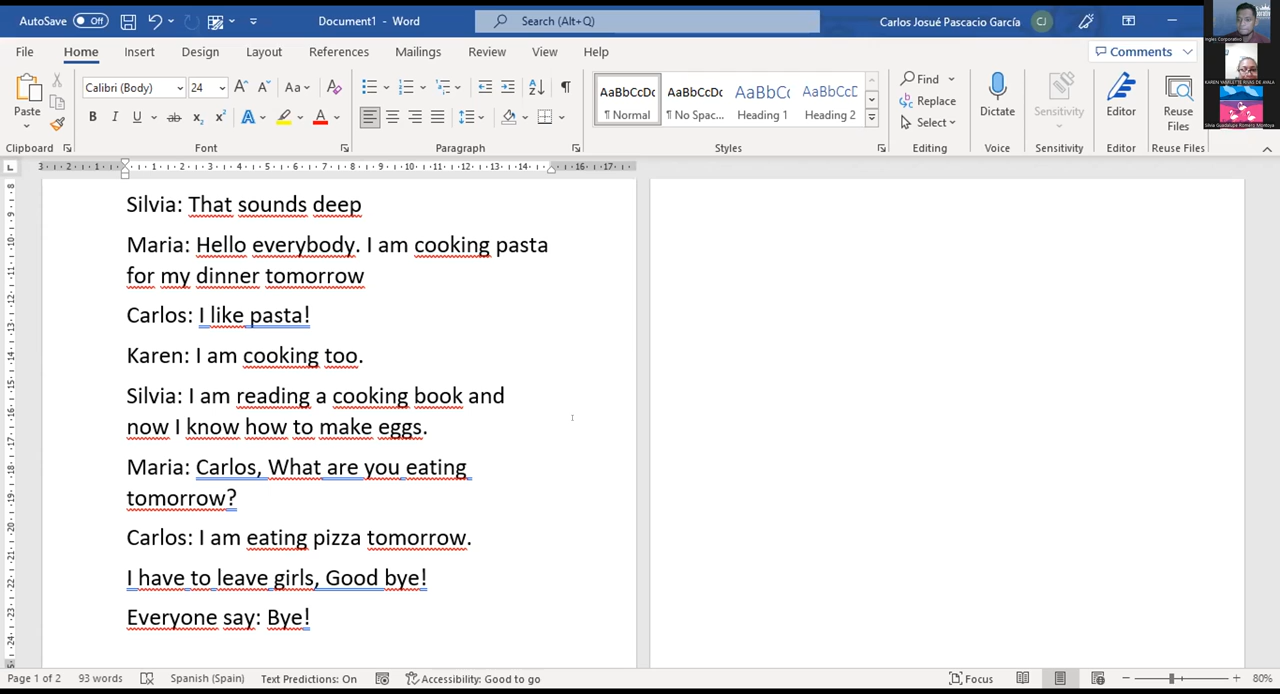 AutoSave Off Document1 - Word Search (Alt+Q) Carlos Josué Pascacio García CJ
File Home Insert Design Layout References Mailings Review View Help Comments
Paste Calibri (Body) 24 Find Replace Select Dictate Sensitivity Editor Reuse Files
AaBbCcDc AaBbCcDc AaBbCc AaBbCcD
¶ Normal ¶ No Spac... Heading 1 Heading 2
Clipboard Font Paragraph Styles Editing Voice Sensitivity Editor Reuse Files
Silvia: That sounds deep
Maria: Hello everybody. I am cooking pasta
for my dinner tomorrow
Carlos: I like pasta!
Karen: I am cooking too.
Silvia: I am reading a cooking book and
now I know how to make eggs.
Maria: Carlos, What are you eating
tomorrow?
Carlos: I am eating pizza tomorrow.
I have to leave girls, Good bye!
Everyone say: Bye!
Page 1 of 2 93 words Spanish (Spain) Text Predictions: On Accessibility: Good to go Focus 80%